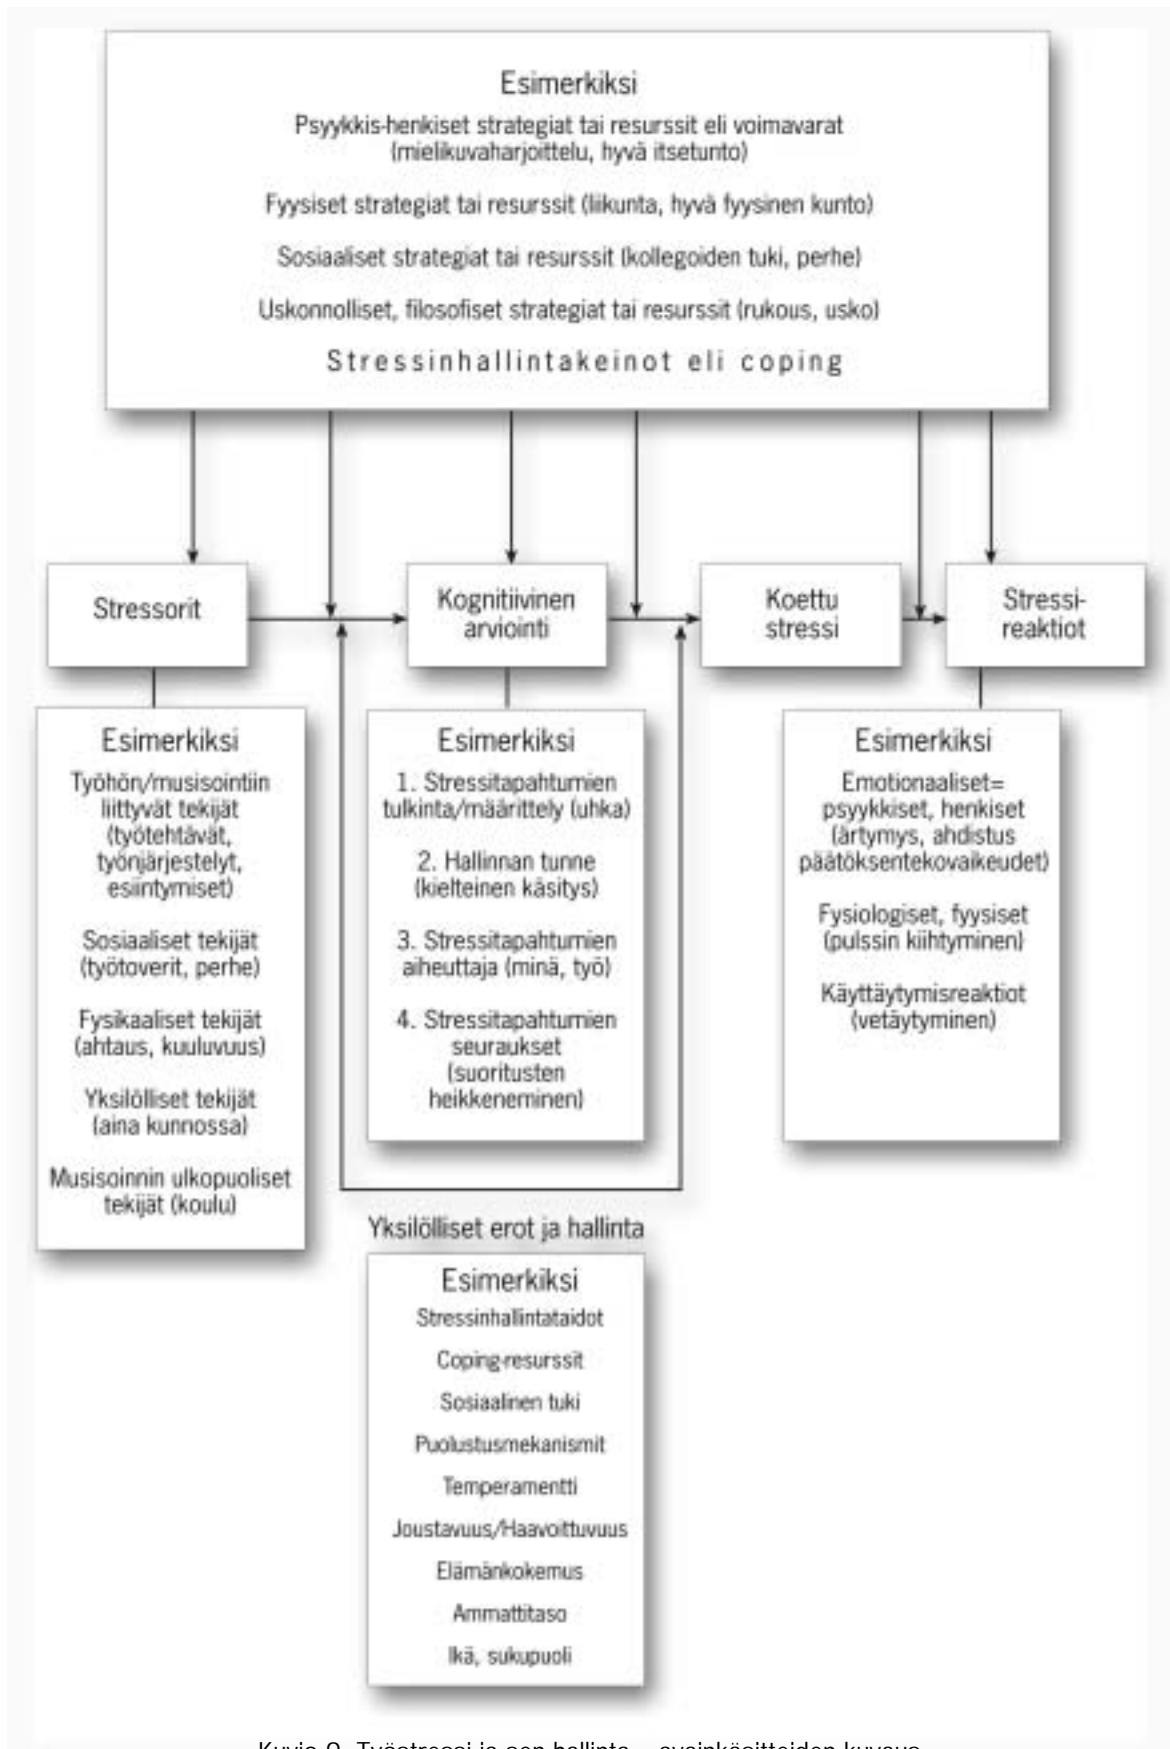 Esimerkiksi
Psyykkis-henkiset strategiat tai resurssit eli voimavarat
(mielikuvaharjoittelu, hyvä itsetunto)
Fyysiset strategiat tai resurssit (liikunta, hyvä fyysinen kunto)
Sosiaaliset strategiat tai resurssit (kollegoiden tuki, perhe)
Uskonnolliset, filosofiset strategiat tai resurssit (rukous, usko)
Stressinhallintakeinot eli coping
Stressorit
Kognitiivinen
arviointi
Koettu
stressi
Stressi-
reaktiot
Esimerkiksi
Työhön/musisointiin
liittyvät tekijät
(työtehtävät,
työnjärjestelyt,
esiintymiset)
Sosiaaliset tekijät
(työtoverit, perhe)
Fysikaaliset tekijät
(ahtaus, kuuluvuus)
Yksilölliset tekijät
(aina kunnossa)
Musisoinnin ulkopuoliset
tekijät (koulu)
Esimerkiksi
1. Stressitapahtumien
tulkinta/määrittely (uhka)
2. Hallinnan tunne
(kielteinen käsitys)
3. Stressitapahtumien
aiheuttaja (minä, työ)
4. Stressitapahtumien
seuraukset
(suoritusten
heikkeneminen)
Esimerkiksi
Emotionaaliset=
psyykkiset, henkiset
(ärtymys, ahdistus
päätöksentekovaikeudet)
Fysiologiset, fyysiset
(pulssin kiihtyminen)
Käyttäytymisreaktiot
(vetäytyminen)
Yksilölliset erot ja hallinta
Esimerkiksi
Stressinhallintataidot
Coping-resurssit
Sosiaalinen tuki
Puolustusmekanismit
Temperamentti
Joustavuus/Haavoittuvuus
Elämänkokemus
Ammattitaso
Ikä, sukupuoli
Työstressi ja sen hallinta – avainkäsitteiden kuvaus